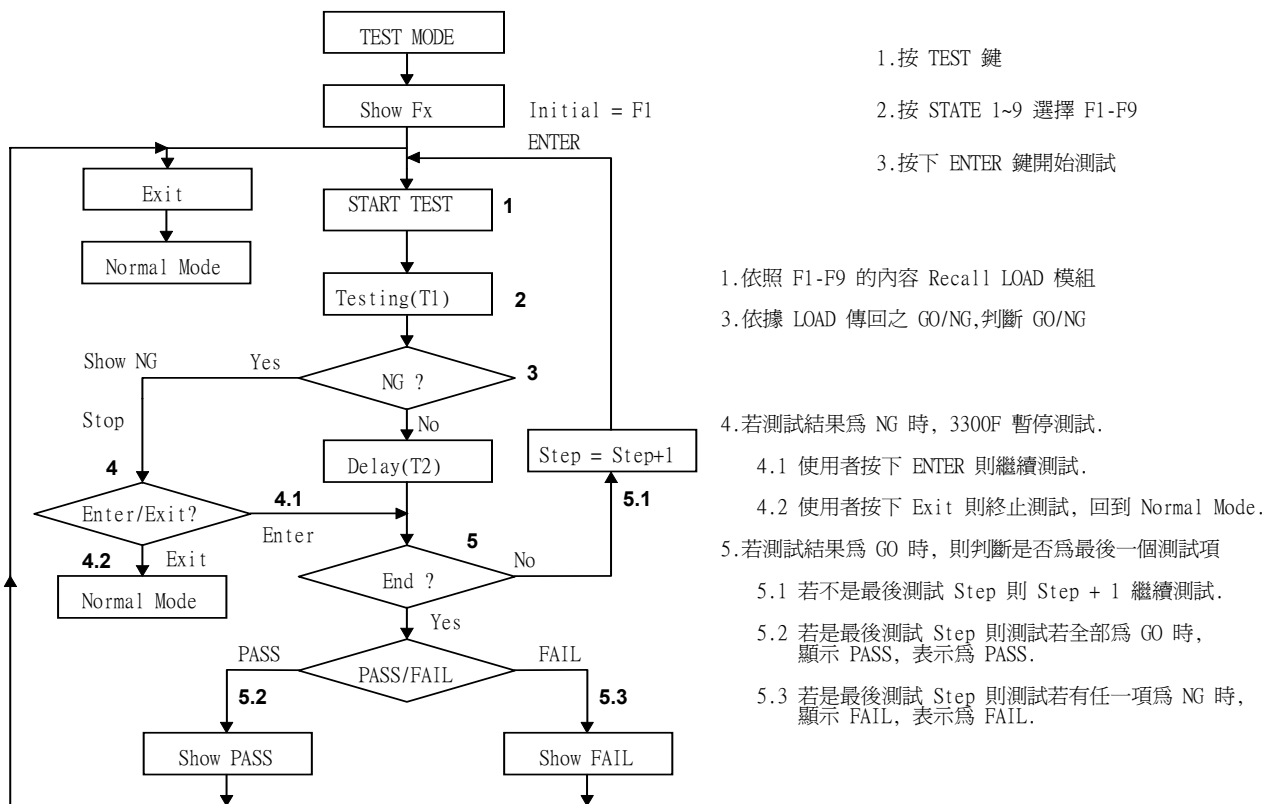 TEST MODE
Show Fx
Initial = F1
ENTER
Exit
START TEST
1
Normal Mode
Testing(T1)
2
Show NG
Yes
NG ?
3
Stop
No
Delay(T2)
Step = Step+1
4
4.1
5.1
Enter/Exit?
Enter
5
4.2
Exit
End ?
No
Normal Mode
Yes
PASS
PASS/FAIL
FAIL
5.2
5.3
Show PASS
Show FAIL
1.按 TEST 鍵
2.按 STATE 1~9 選擇 F1-F9
3.按下 ENTER 鍵開始測試
1.依照 F1-F9 的內容 Recall LOAD 模組
3.依據 LOAD 傳回之 GO/NG,判斷 GO/NG
4.若測試結果爲 NG 時, 3300F 暫停測試.
4.1 使用者按下 ENTER 則繼續測試.
4.2 使用者按下 Exit 則終止測試, 回到 Normal Mode.
5.若測試結果爲 GO 時, 則判斷是否爲最後一個測試項
5.1 若不是最後測試 Step 則 Step + 1 繼續測試.
5.2 若是最後測試 Step 則測試若全部爲 GO 時,
顯示 PASS, 表示爲 PASS.
5.3 若是最後測試 Step 則測試若有任一項爲 NG 時,
顯示 FAIL, 表示爲 FAIL.